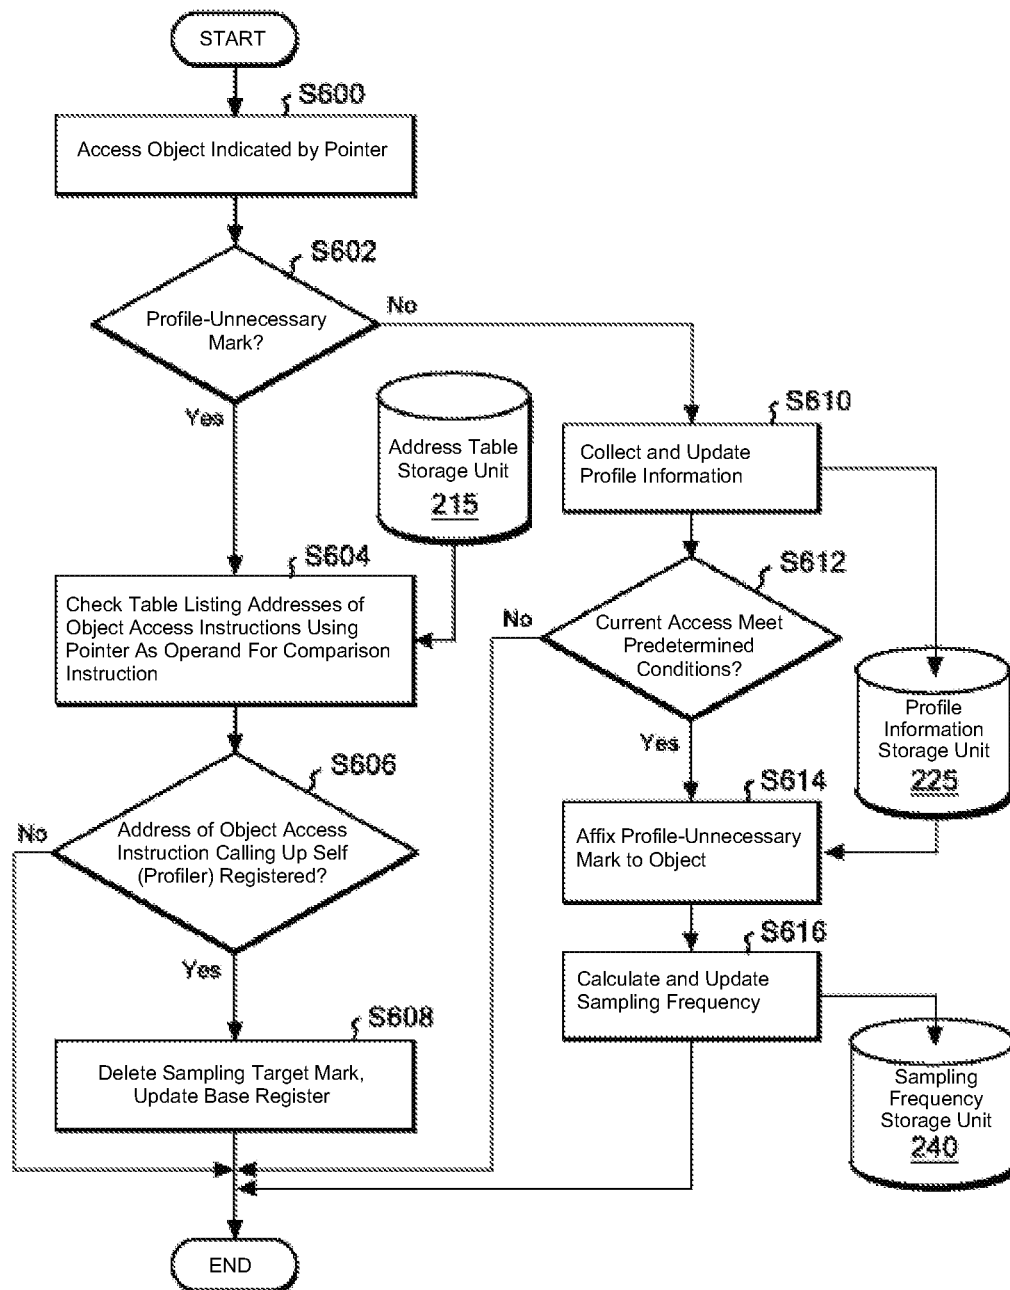 START
S600
Access Object Indicated by Pointer
S602
Profile-Unnecessary
Mark?
No
Yes
Address Table
Storage Unit
215
S610
Collect and Update
Profile Information
S604
Check Table Listing Addresses of
Object Access Instructions Using
Pointer As Operand For Comparison
Instruction
S612
No
Current Access Meet
Predetermined
Conditions?
Yes
Profile
Information
Storage Unit
225
S606
No
Address of Object Access
Instruction Calling Up Self
(Profiler) Registered?
Yes
S614
Affix Profile-Unnecessary
Mark to Object
S616
Calculate and Update
Sampling Frequency
S608
Delete Sampling Target Mark,
Update Base Register
Sampling
Frequency
Storage Unit
240
END